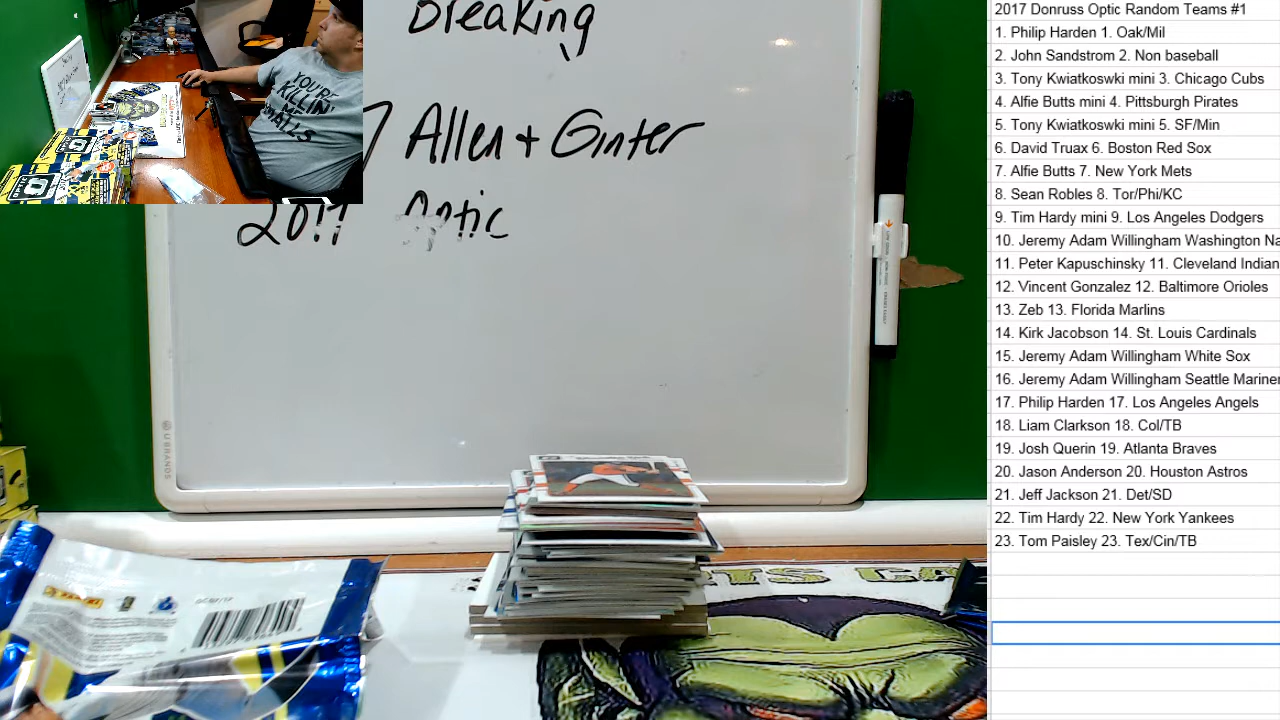 Breaking
7 Allen + Ginter
2017 Optic
YOU'RE
KILLIN'
ME
SMALLS
U BRANDS
PANINI
2017 Donruss Optic Random Teams #1
1. Philip Harden 1. Oak/Mil
2. John Sandstrom 2. Non baseball
3. Tony Kwiatkoswki mini 3. Chicago Cubs
4. Alfie Butts mini 4. Pittsburgh Pirates
5. Tony Kwiatkoswki mini 5. SF/Min
6. David Truax 6. Boston Red Sox
7. Alfie Butts 7. New York Mets
8. Sean Robles 8. Tor/Phi/KC
9. Tim Hardy mini 9. Los Angeles Dodgers
10. Jeremy Adam Willingham Washington Na
11. Peter Kapuschinsky 11. Cleveland Indian
12. Vincent Gonzalez 12. Baltimore Orioles
13. Zeb 13. Florida Marlins
14. Kirk Jacobson 14. St. Louis Cardinals
15. Jeremy Adam Willingham White Sox
16. Jeremy Adam Willingham Seattle Mariner
17. Philip Harden 17. Los Angeles Angels
18. Liam Clarkson 18. Col/TB
19. Josh Querin 19. Atlanta Braves
20. Jason Anderson 20. Houston Astros
21. Jeff Jackson 21. Det/SD
22. Tim Hardy 22. New York Yankees
23. Tom Paisley 23. Tex/Cin/TB